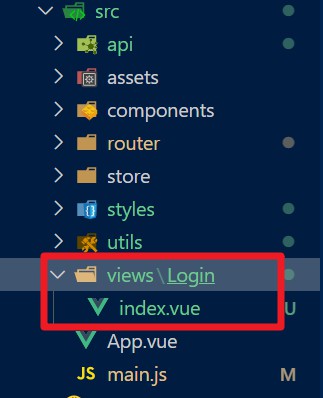 src
api
assets
components
router
store
styles
utils
views\Login
index.vue U
App.vue
JS main.js M